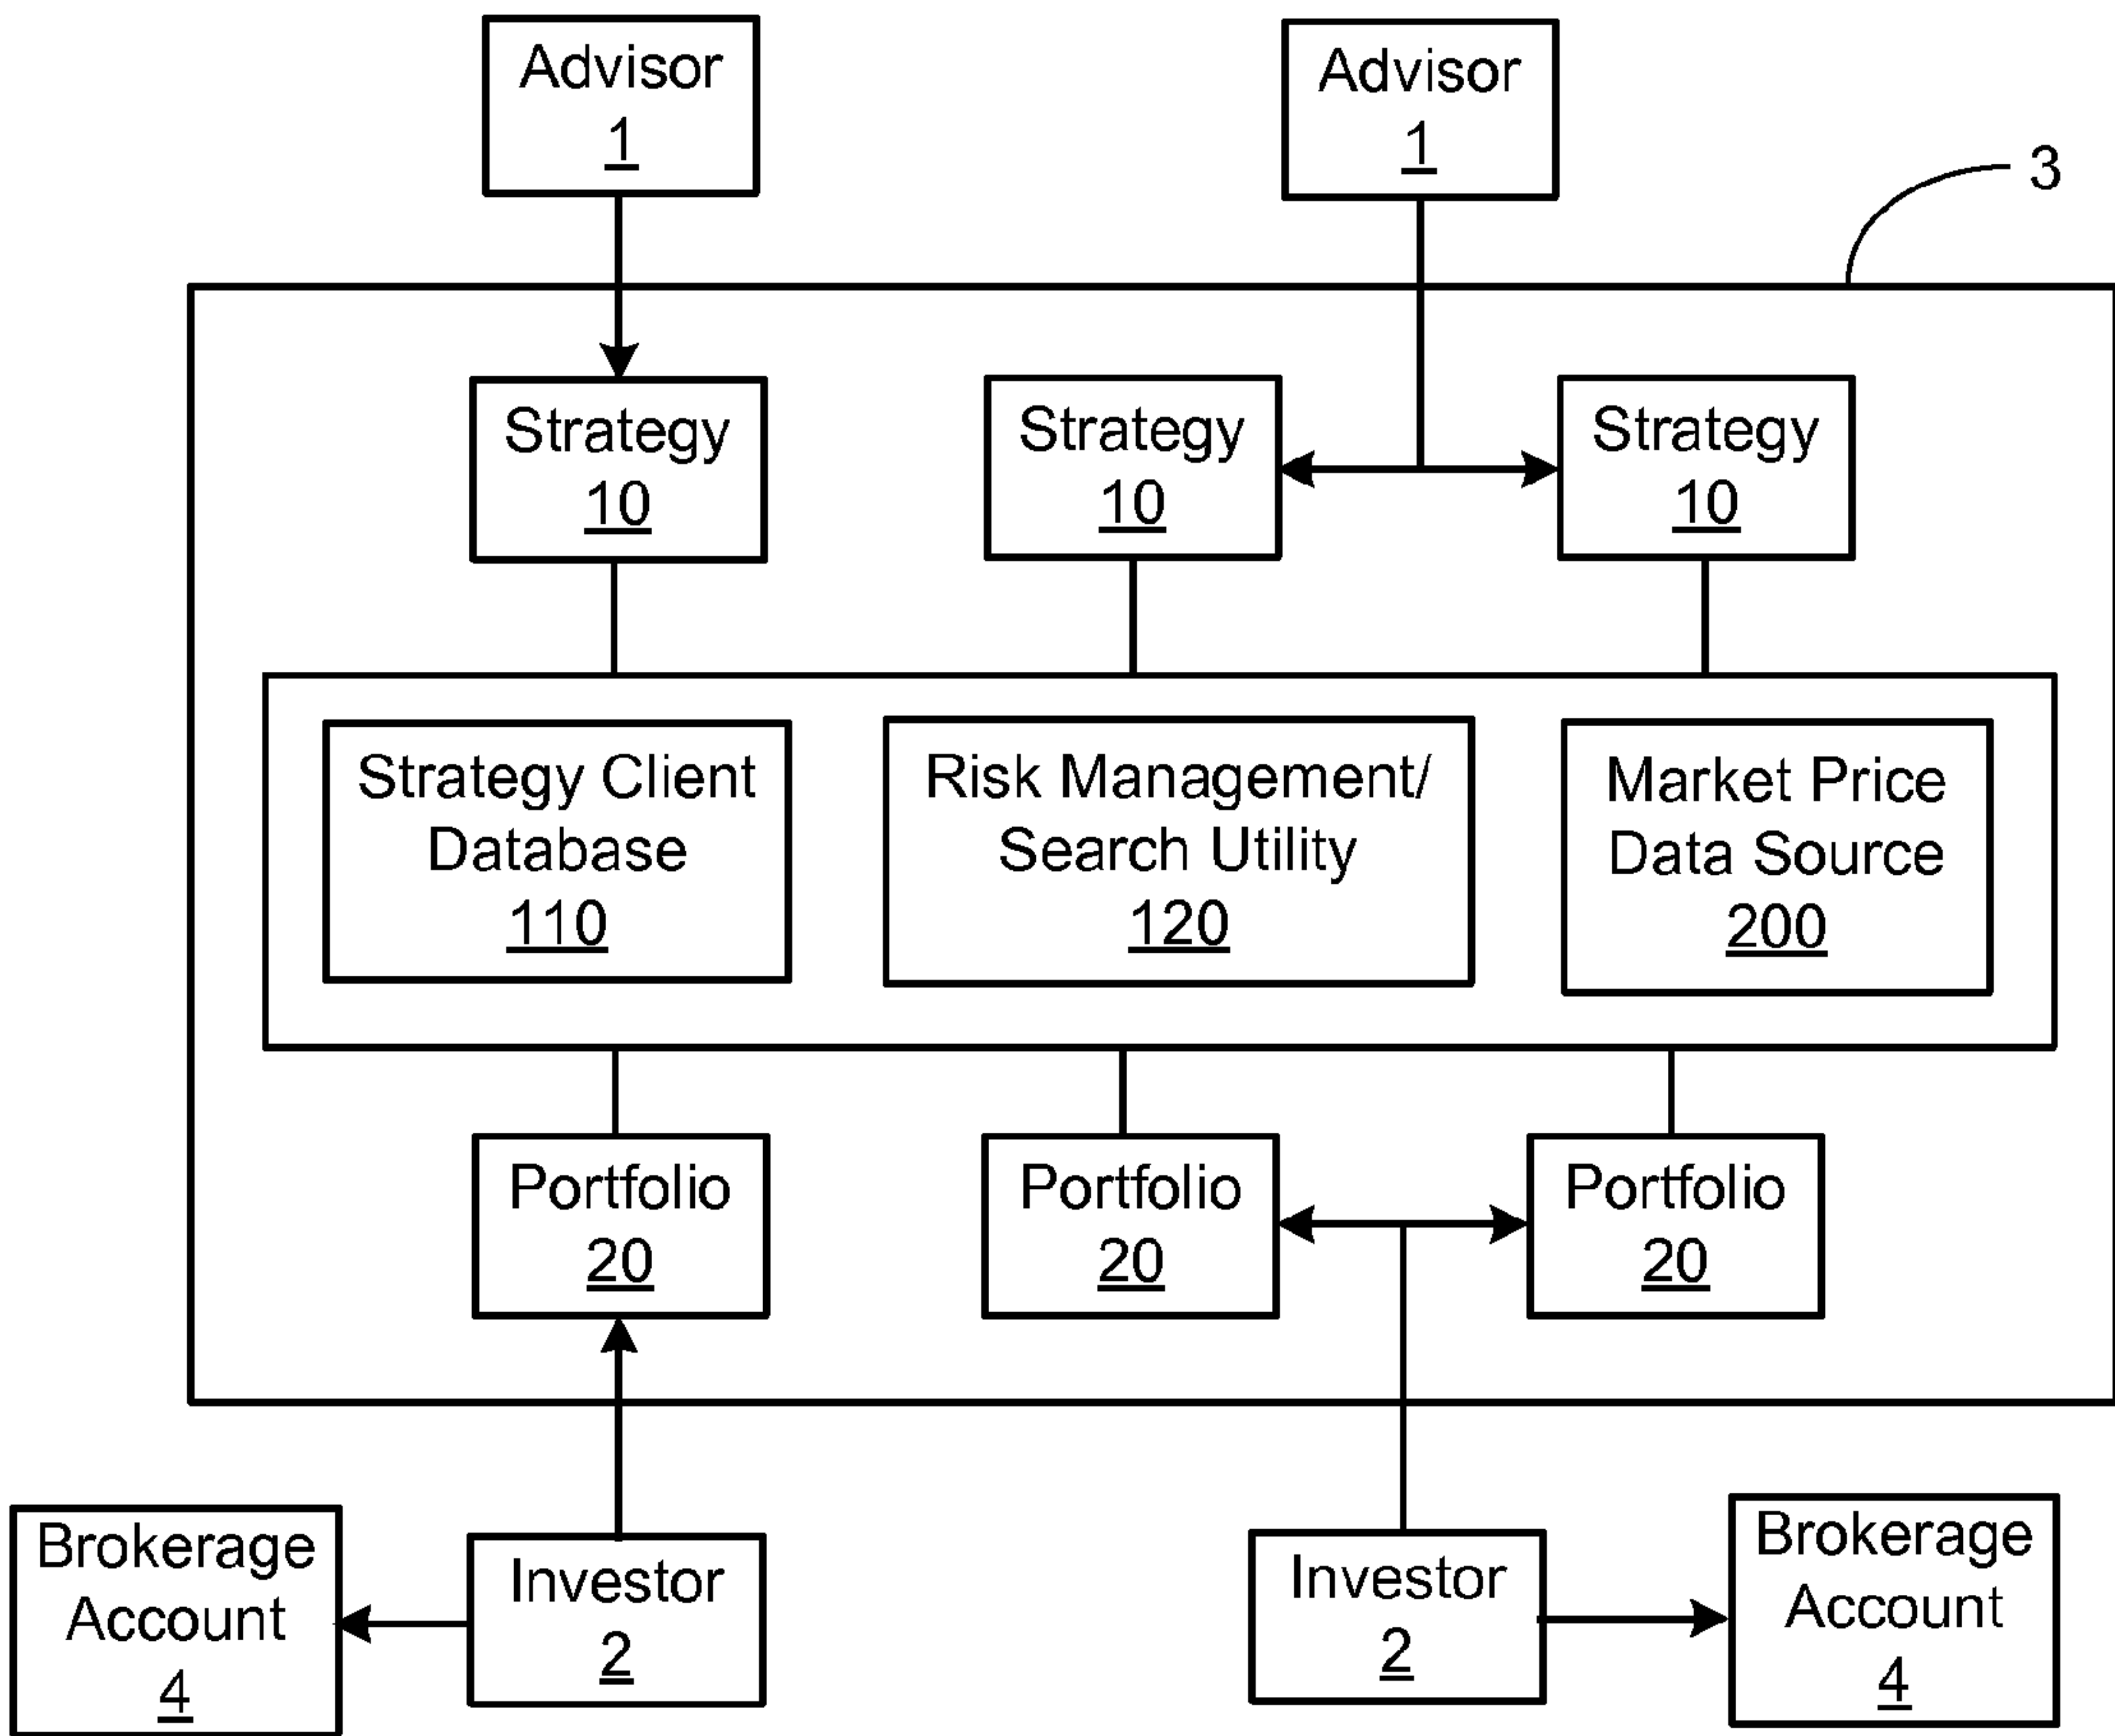 Advisor
1
Advisor
1
3
Strategy
10
Strategy
10
Strategy
10
Strategy Client
Database
110
Risk Management/
Search Utility
120
Market Price
Data Source
200
Portfolio
20
Portfolio
20
Portfolio
20
Brokerage
Account
4
Investor
2
Investor
2
Brokerage
Account
4